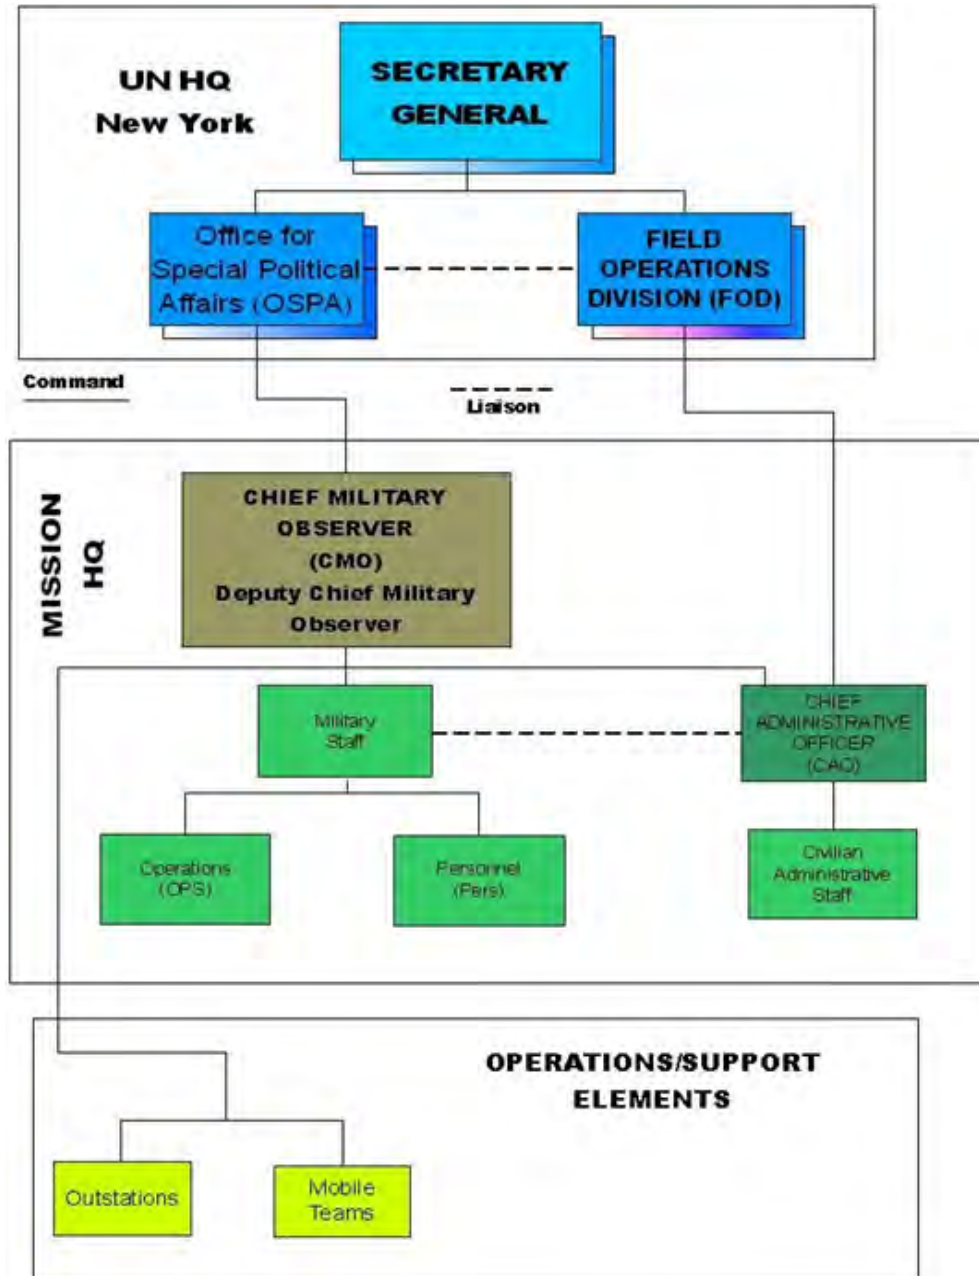 UN HQ
New York
SECRETARY
GENERAL
Office for
Special Political
Affairs (OSPA)
FIELD
OPERATIONS
DIVISION (FOD)
Command
Liaison
MISSION
HQ
CHIEF MILITARY
OBSERVER
(CMO)
Deputy Chief Military
Observer
Military
Staff
CHIEF
ADMINISTRATIVE
OFFICER
(CAO)
Operations
(OPS)
Personnel
(Pers)
Civilian
Administrative
Staff
OPERATIONS/SUPPORT
ELEMENTS
Outstations
Mobile
Teams